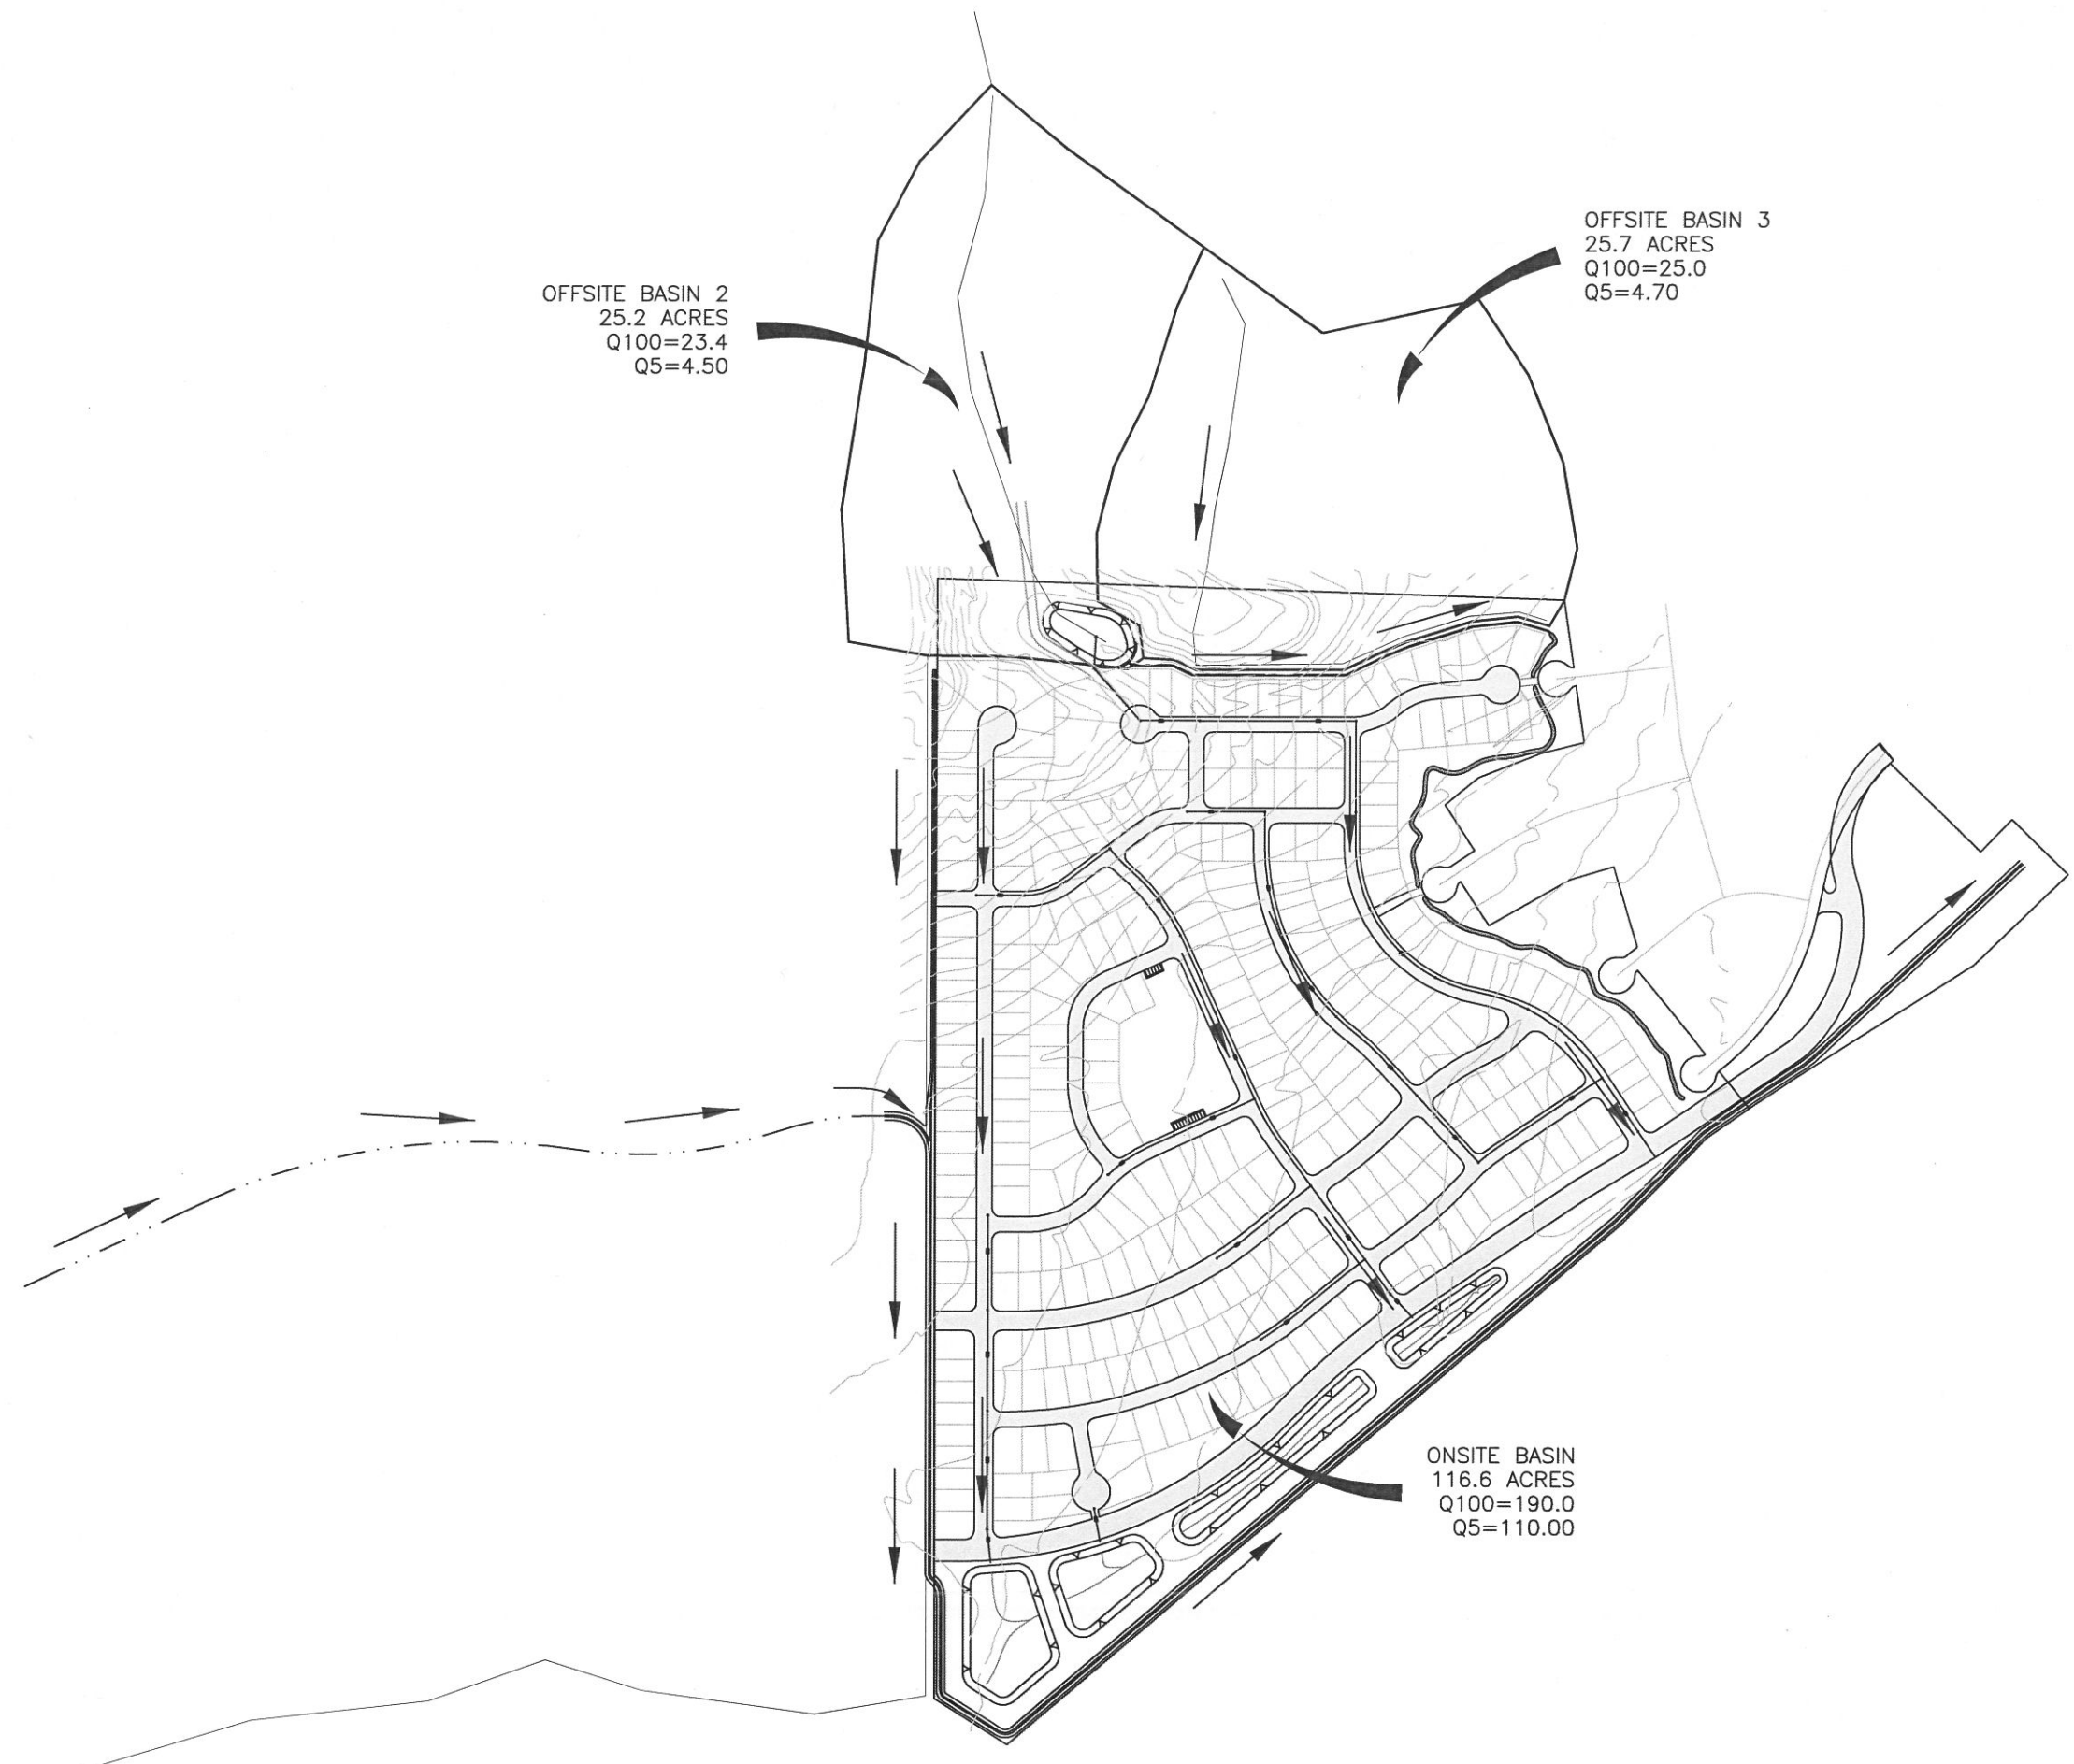 OFFSITE BASIN 3
25.7 ACRES
Q100=25.0
Q5=4.70
OFFSITE BASIN 2
25.2 ACRES
Q100=23.4
Q5=4.50
ONSITE BASIN
116.6 ACRES
Q100=190.0
Q5=110.00